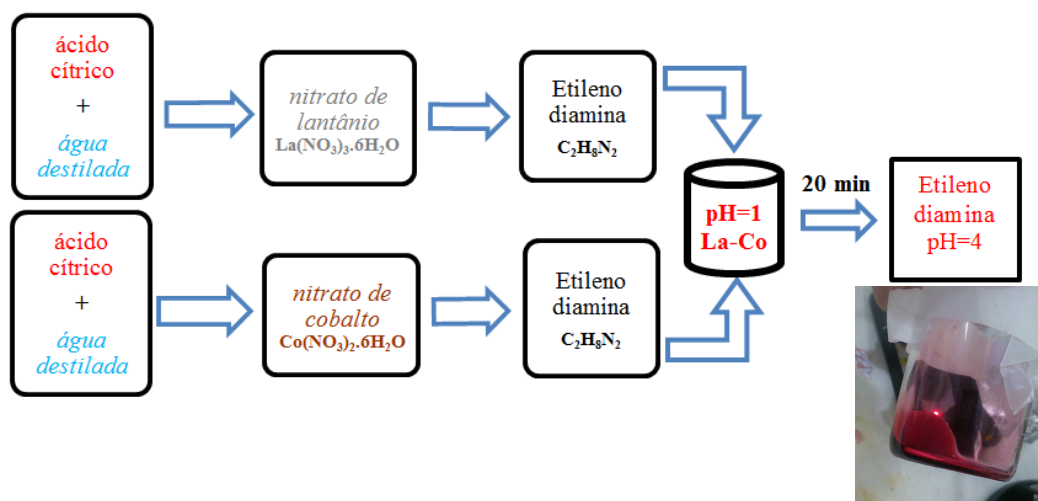 ácido
cítrico
+
água
destilada
nitrato de
lantânio
La(NO₃)₃.6H₂O
Etileno
diamina
C₂H₈N₂
ácido
cítrico
+
água
destilada
nitrato de
cobalto
Co(NO₃)₂.6H₂O
Etileno
diamina
C₂H₈N₂
pH=1
La-Co
20 min
Etileno
diamina
pH=4